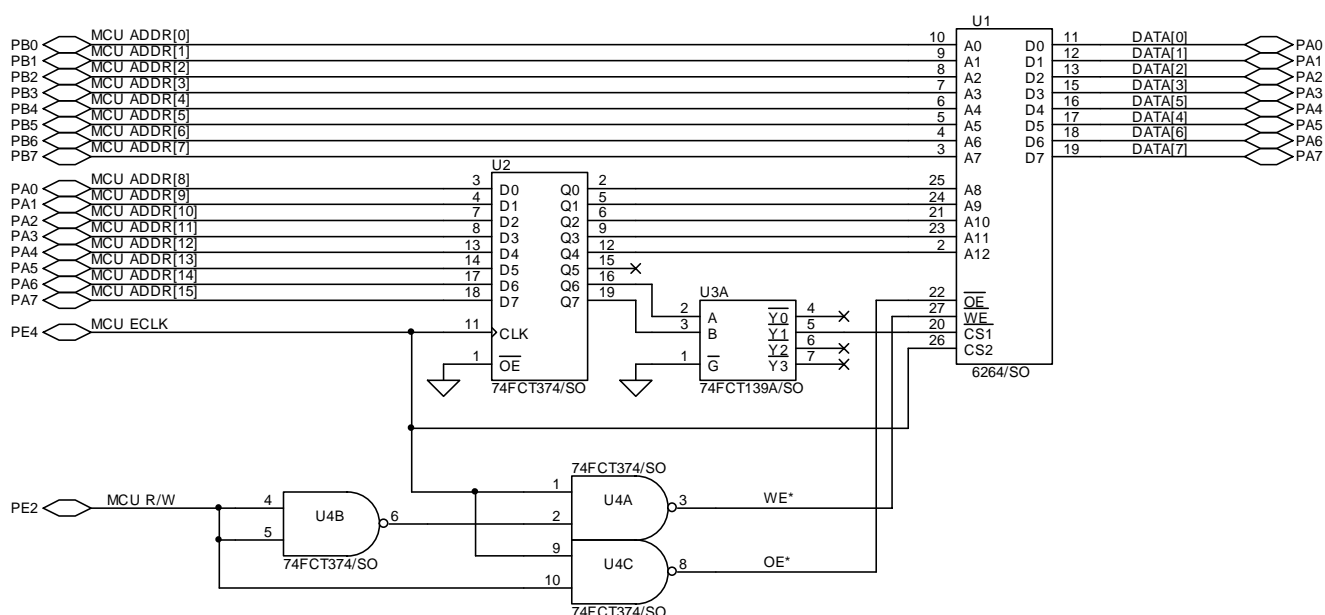 U1
PB0 MCU ADDR[0] 10 A0 D0 11 DATA[0] PA0
PB1 MCU ADDR[1] 9 A1 D1 12 DATA[1] PA1
PB2 MCU ADDR[2] 8 A2 D2 13 DATA[2] PA2
PB3 MCU ADDR[3] 7 A3 D3 15 DATA[3] PA3
PB4 MCU ADDR[4] 6 A4 D4 16 DATA[5] PA4
PB5 MCU ADDR[5] 5 A5 D5 17 DATA[4] PA5
PB6 MCU ADDR[6] 4 A6 D6 18 DATA[6] PA6
PB7 MCU ADDR[7] 3 A7 D7 19 DATA[7] PA7
U2
PA0 MCU ADDR[8] 3 D0 Q0 2 25 A8
PA1 MCU ADDR[9] 4 D1 Q1 5 24 A9
PA2 MCU ADDR[10] 7 D2 Q2 6 21 A10
PA3 MCU ADDR[11] 8 D3 Q3 9 23 A11
PA4 MCU ADDR[12] 13 D4 Q4 12 2 A12
PA5 MCU ADDR[13] 14 D5 Q5 15
PA6 MCU ADDR[14] 17 D6 Q6 16
PA7 MCU ADDR[15] 18 D7 Q7 19
U3A
22 OE
2 A Y0 4 27 WE
PE4 MCU ECLK 11 CLK 3 B Y1 5 20 CS1
Y2 6 26 CS2
1 OE 1 G Y3 7
74FCT374/SO 74FCT139A/SO 6264/SO
74FCT374/SO
PE2 MCU R/W 4 5 U4B 6 1 2 U4A 3 WE*
74FCT374/SO
9 10 U4C 8 OE*
74FCT374/SO